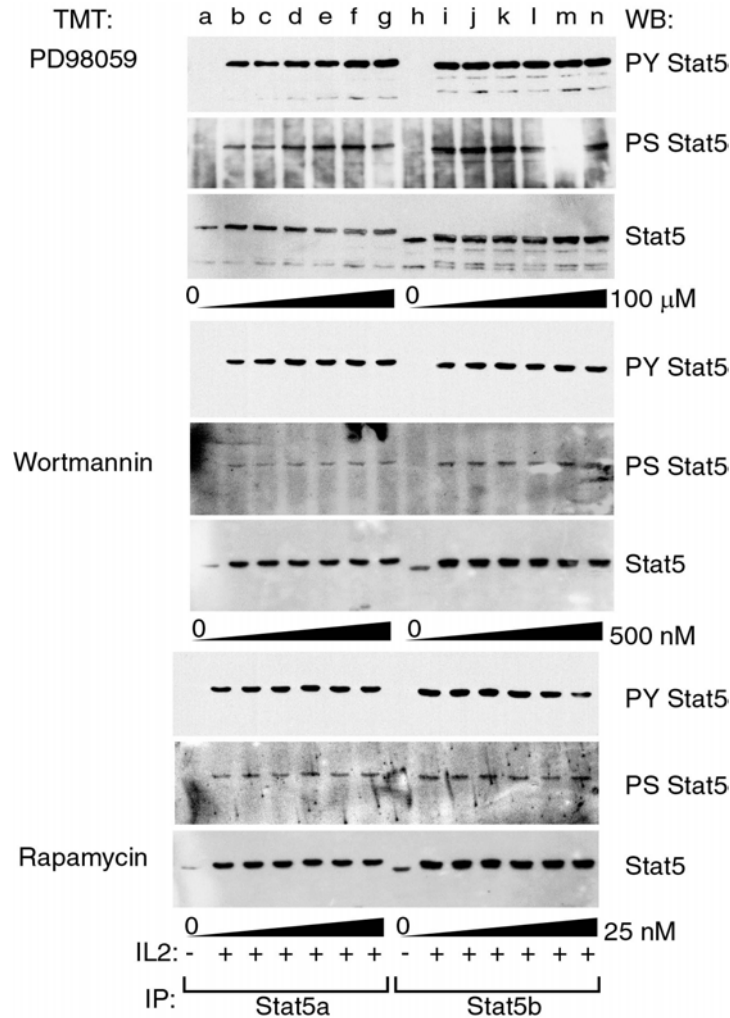 TMT: a b c d e f g h i j k l m n WB:
PD98059 PY Stat5
PS Stat5
Stat5
0 0 100 μM
PY Stat5
Wortmannin PS Stat5
Stat5
0 0 500 nM
PY Stat5
PS Stat5
Rapamycin Stat5
0 0 25 nM
IL2: - + + + + + + - + + + + + +
IP: Stat5a Stat5b